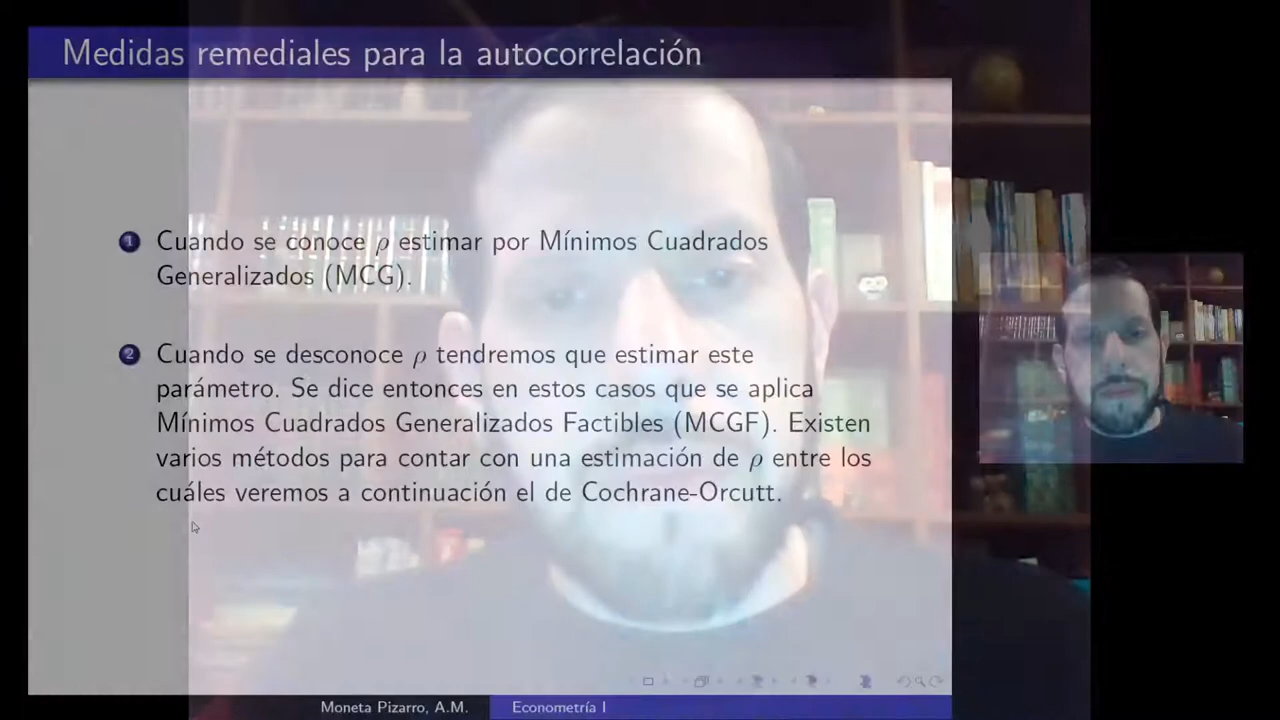 Medidas remediales para la autocorrelación
1 Cuando se conoce ρ estimar por Mínimos Cuadrados
Generalizados (MCG).
2 Cuando se desconoce ρ tendremos que estimar este
parámetro. Se dice entonces en estos casos que se aplica
Mínimos Cuadrados Generalizados Factibles (MCGF). Existen
varios métodos para contar con una estimación de ρ entre los
cuáles veremos a continuación el de Cochrane-Orcutt.
Moneta Pizarro, A.M. Econometría I